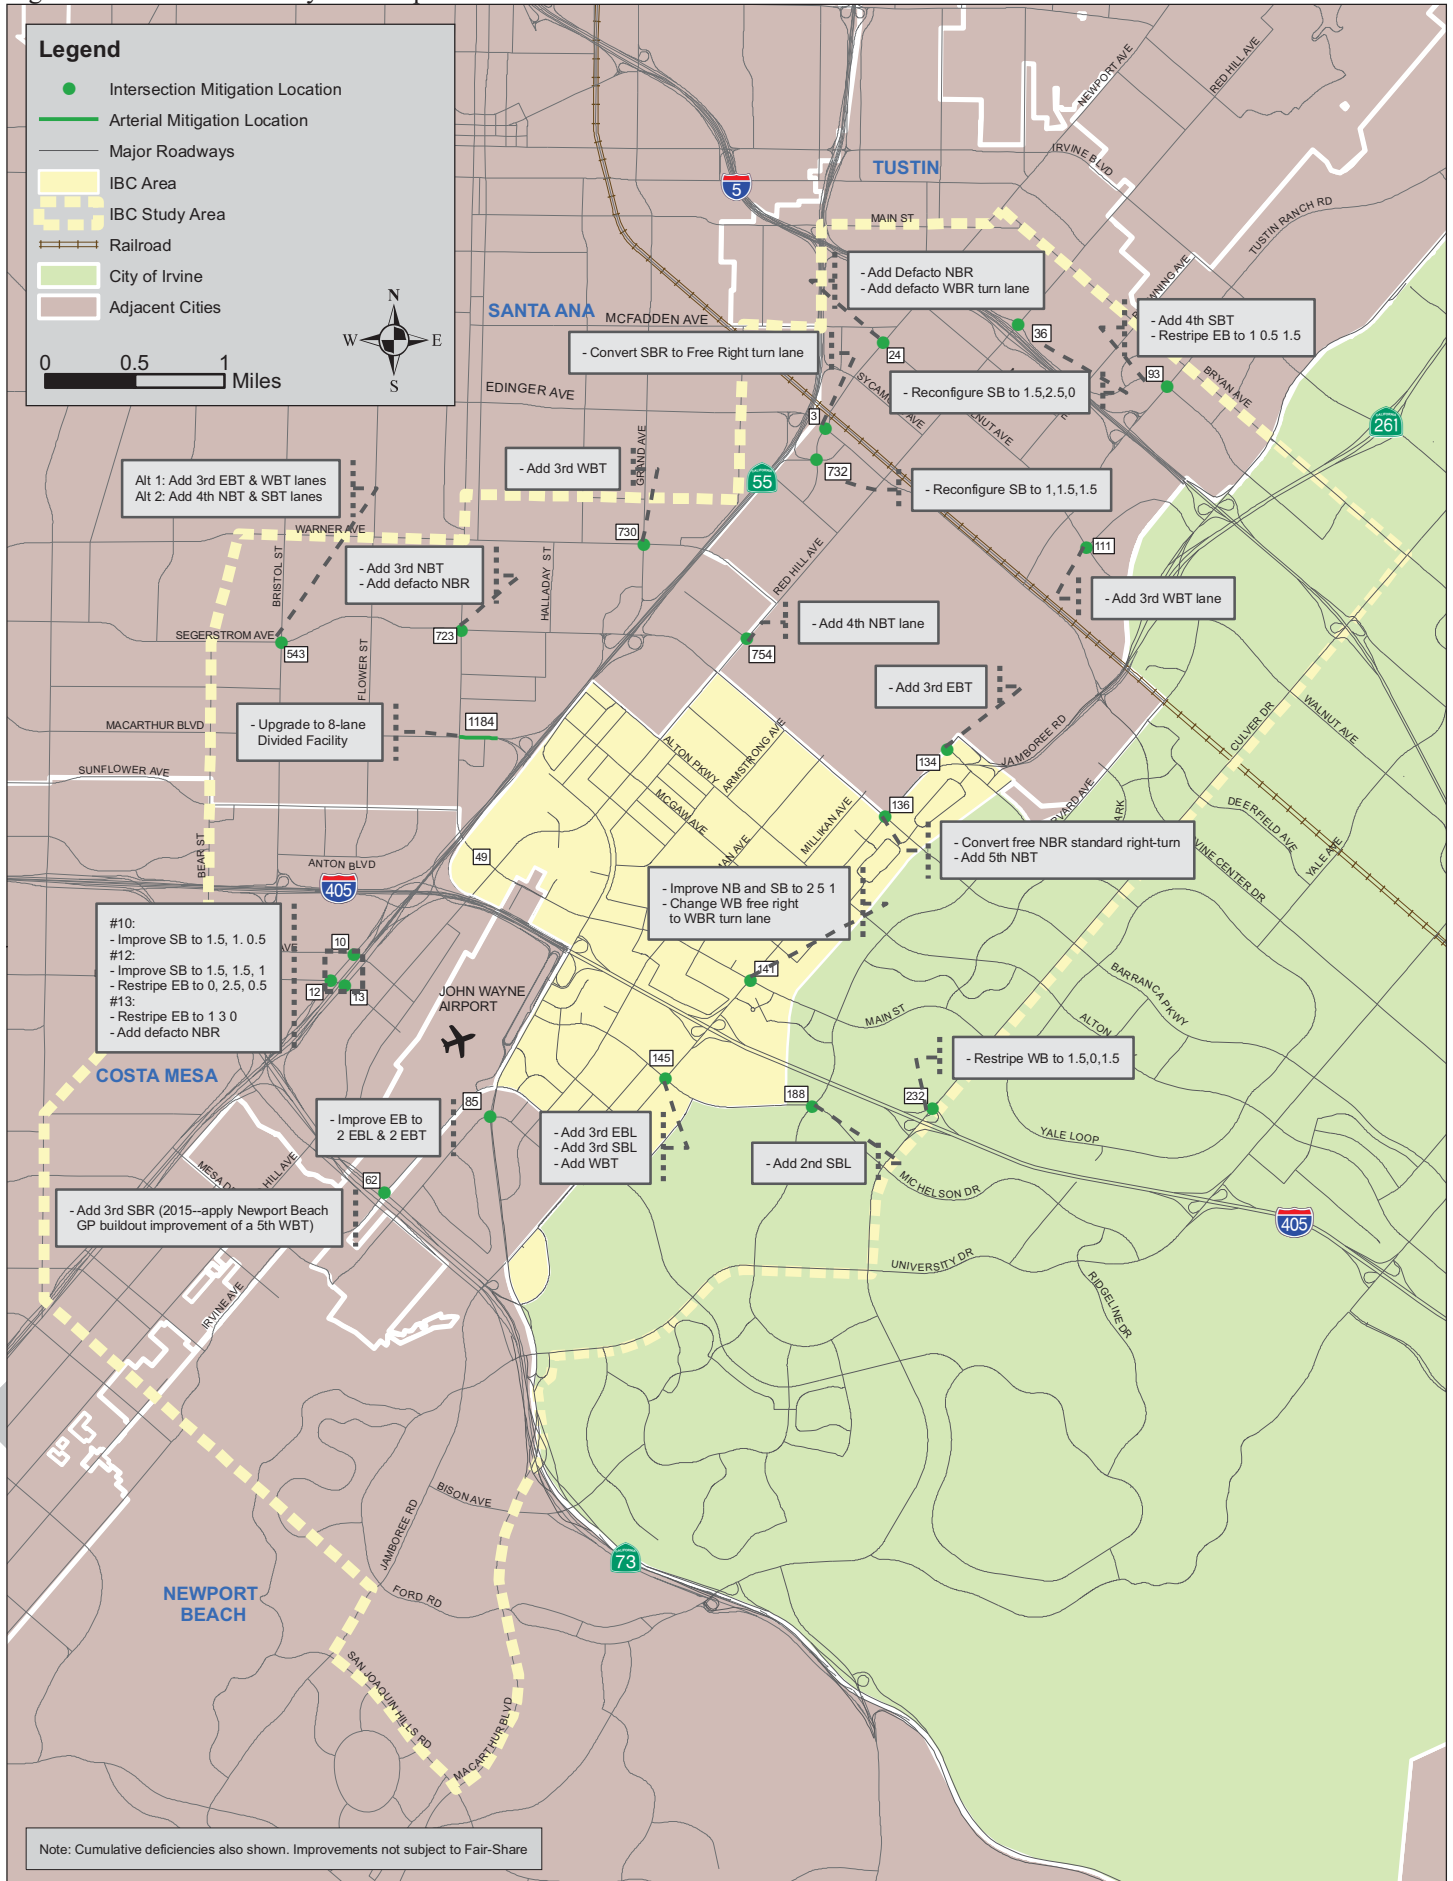 Legend
Intersection Mitigation Location
Arterial Mitigation Location
Major Roadways
IBC Area
IBC Study Area
Railroad
City of Irvine
Adjacent Cities
N
W
E
S
0 0.5 1
Miles
NEWPORT AVE
RED HILL AVE
IRVINE BLVD
TUSTIN
5
MAIN ST
TUSTIN RANCH RD
- Add Defacto NBR
- Add defacto WBR turn lane
SANTA ANA
MCFADDEN AVE
36
- Add 4th SBT
- Restripe EB to 1 0.5 1.5
- Convert SBR to Free Right turn lane
24
93
BRYAN AVE
EDINGER AVE
- Reconfigure SB to 1.5,2.5,0
3
261
GRAND AVE
- Add 3rd WBT
732
55
- Reconfigure SB to 1,1.5,1.5
Alt 1: Add 3rd EBT & WBT lanes
Alt 2: Add 4th NBT & SBT lanes
WARNER AVE
730
111
BRISTOL ST
- Add 3rd NBT
- Add defacto NBR
HALLADAY ST
RED HILL AVE
- Add 3rd WBT lane
- Add 4th NBT lane
SEGERSTROM AVE
543
723
754
FLOWER ST
- Add 3rd EBT
- Upgrade to 8-lane
Divided Facility
1184
MACARTHUR BLVD
CULVER DR
WALNUT AVE
ALTON PKWY
ARMSTRONG AVE
JAMBOREE RD
134
SUNFLOWER AVE
MCGAW AVE
MILLIKAN AVE
136
DEERFIELD AVE
YALE AVE
BEAR ST
ANTON BLVD
49
- Convert free NBR standard right-turn
- Add 5th NBT
405
- Improve NB and SB to 2 5 1
- Change WB free right
to WBR turn lane
#10:
- Improve SB to 1.5, 1. 0.5
#12:
- Improve SB to 1.5, 1.5, 1
- Restripe EB to 0, 2.5, 0.5
#13:
- Restripe EB to 1 3 0
- Add defacto NBR
10
12
13
141
JOHN WAYNE
AIRPORT
BARRANCA PKWY
MAIN ST
ALTON
- Restripe WB to 1.5,0,1.5
COSTA MESA
145
188
232
85
- Improve EB to
2 EBL & 2 EBT
- Add 3rd EBL
- Add 3rd SBL
- Add WBT
- Add 2nd SBL
YALE LOOP
MICHELSON DR
62
- Add 3rd SBR (2015--apply Newport Beach
GP buildout improvement of a 5th WBT)
405
UNIVERSITY DR
RIDGELINE DR
IRVINE AVE
BISON AVE
JAMBOREE RD
73
NEWPORT
BEACH
FORD RD
SAN JOAQUIN HILLS RD
MACARTHUR BLVD
Note: Cumulative deficiencies also shown. Improvements not subject to Fair-Share